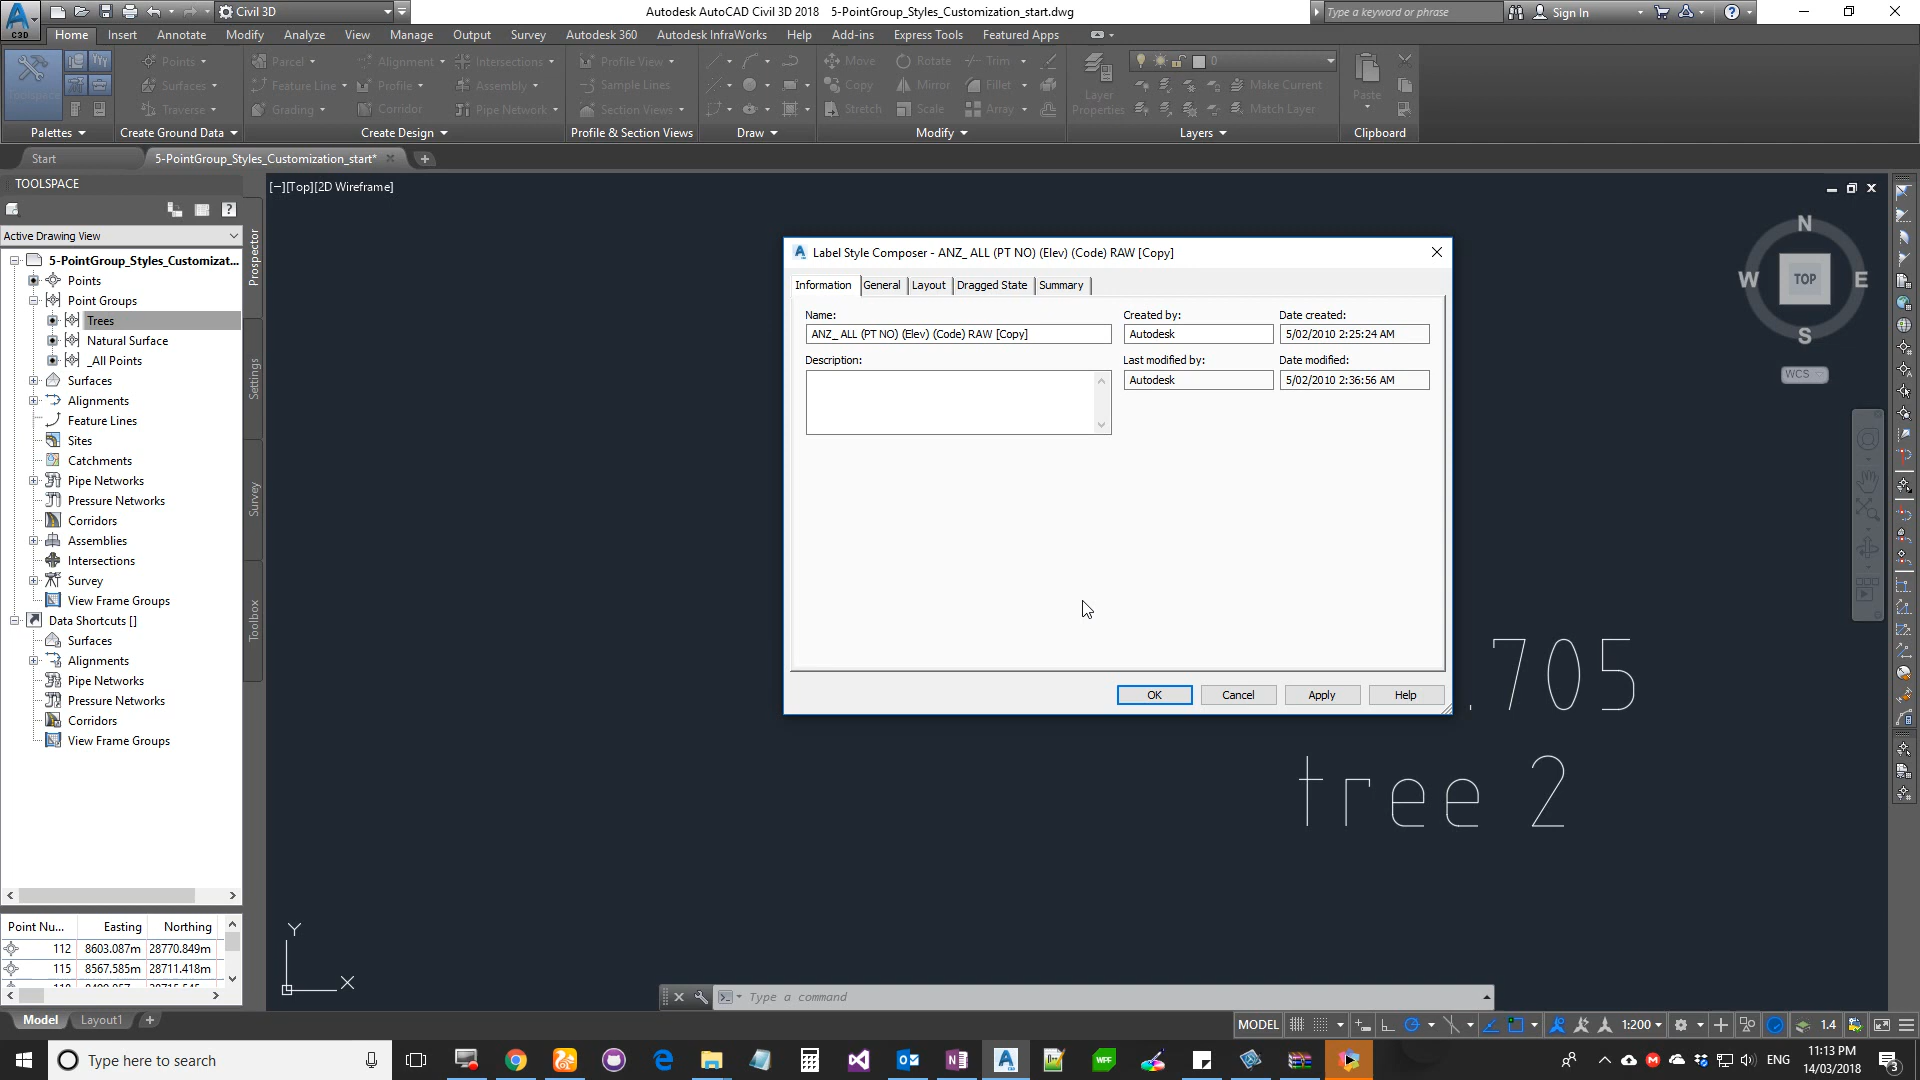 Civil 3D
Autodesk AutoCAD Civil 3D 2018 5-PointGroup_Styles_Customization_start.dwg
Type a keyword or phrase
Sign In
C3D
Home Insert Annotate Modify Analyze View Manage Output Survey Autodesk 360 Autodesk InfraWorks Help Add-ins Express Tools Featured Apps
Toolspace
Points
Surfaces
Traverse
Parcel
Feature Line
Grading
Alignment
Profile
Corridor
Intersections
Assembly
Pipe Network
Profile View
Sample Lines
Section Views
Move
Copy
Stretch
Rotate
Mirror
Scale
Trim
Fillet
Array
Layer
Properties
0
Make Current
Match Layer
Paste
Palettes Create Ground Data Create Design Profile & Section Views Draw Modify Layers Clipboard
Start 5-PointGroup_Styles_Customization_start*
TOOLSPACE
Active Drawing View
5-PointGroup_Styles_Customizat...
Points
Point Groups
Trees
Natural Surface
_All Points
Surfaces
Alignments
Feature Lines
Sites
Catchments
Pipe Networks
Pressure Networks
Corridors
Assemblies
Intersections
Survey
View Frame Groups
Data Shortcuts []
Surfaces
Alignments
Pipe Networks
Pressure Networks
Corridors
View Frame Groups
Prospector
Settings
Survey
Toolbox
Point Nu... Easting Northing
112 8603.087m 28770.849m
115 8567.585m 28711.418m
[−][Top][2D Wireframe]
Label Style Composer - ANZ_ ALL (PT NO) (Elev) (Code) RAW [Copy]
Information General Layout Dragged State Summary
Name: Created by: Date created:
ANZ_ ALL (PT NO) (Elev) (Code) RAW [Copy] Autodesk 5/02/2010 2:25:24 AM
Description: Last modified by: Date modified:
Autodesk 5/02/2010 2:36:56 AM
OK Cancel Apply Help
N
W TOP E
S
WCS
.705
tree 2
Y
X
Type a command
Model Layout1
MODEL 1:200 1.4
Type here to search
WPF
ENG
11:13 PM
14/03/2018
3